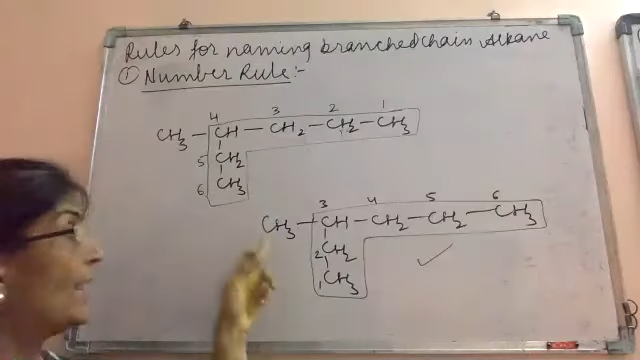 Rules for naming branched chain Alkane
① Number Rule:-
4 3 2 1
CH3 - CH - CH2 - CH2 - CH3
5 CH2
6 CH3
3 4 5 6
CH3 - CH - CH2 - CH2 - CH3
2 CH2
1 CH3 ✓